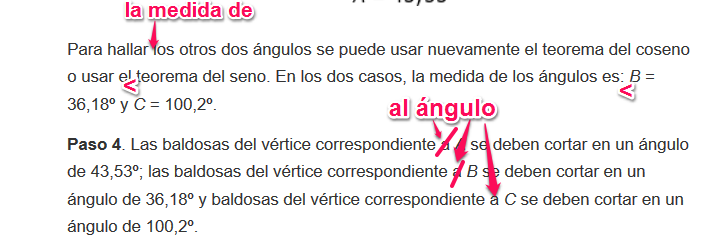 la medida de
Para hallar los otros dos ángulos se puede usar nuevamente el teorema del coseno
o usar el teorema del seno. En los dos casos, la medida de los ángulos es: B =
<
<
36,18º y C = 100,2º.
al ángulo
Paso 4. Las baldosas del vértice correspondiente a A se deben cortar en un ángulo
de 43,53º; las baldosas del vértice correspondiente a B se deben cortar en un
ángulo de 36,18º y baldosas del vértice correspondiente a C se deben cortar en un
ángulo de 100,2º.